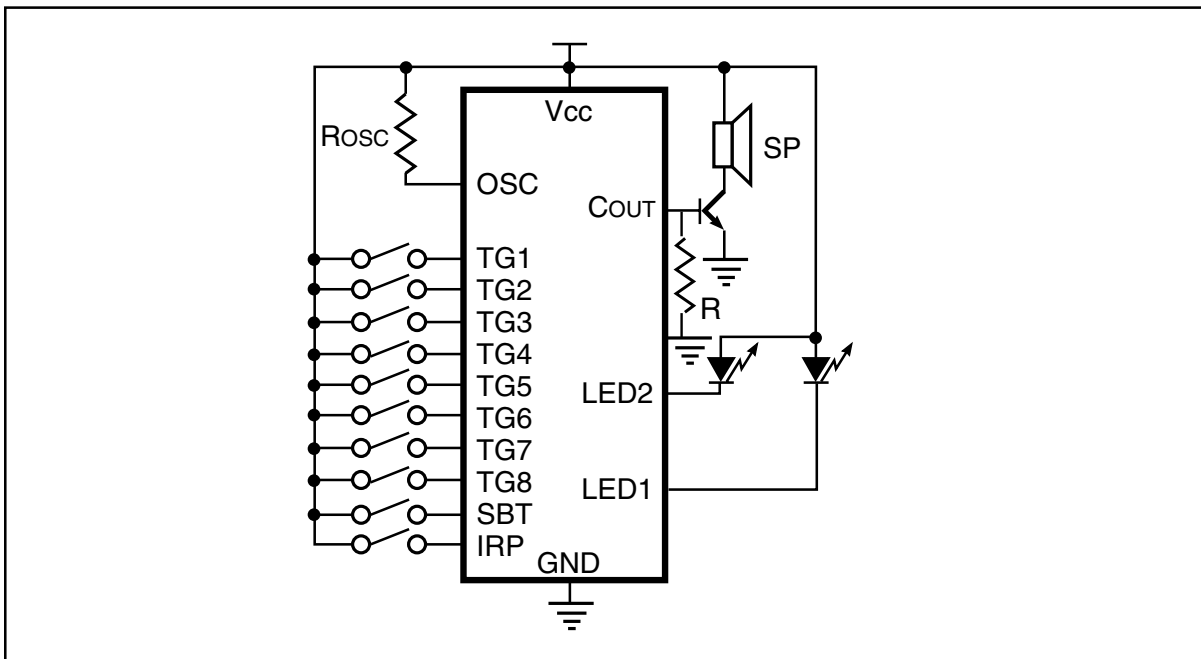 Vcc
ROSC
OSC
SP
COUT
TG1
TG2
TG3
R
TG4
TG5
LED2
TG6
TG7
TG8
LED1
SBT
IRP
GND